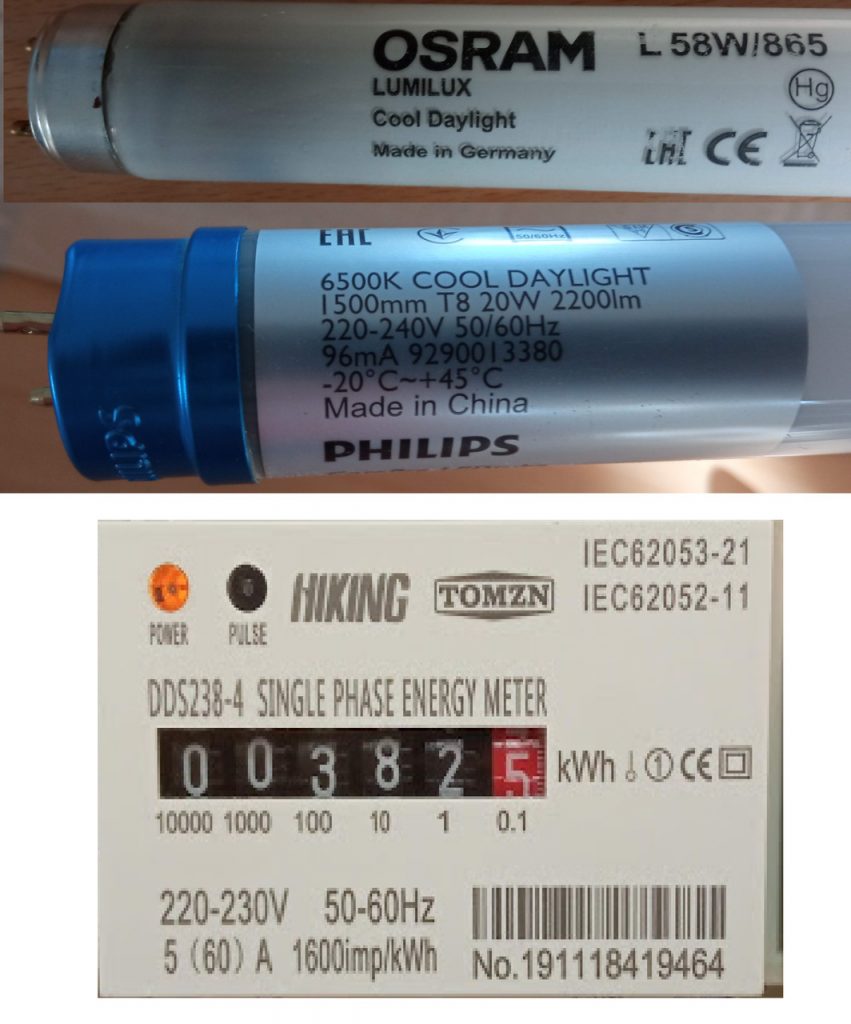 OSRAM L 58W/865
LUMILUX
Hg
Cool Daylight
Made in Germany
EAC CE
EAC
50/60Hz
6500K COOL DAYLIGHT
1500mm T8 20W 2200lm
220-240V 50/60Hz
96mA 9290013380
-20°C~+45°C
Made in China
PHILIPS
PHILIPS
IEC62053-21
HIKING TOMZN IEC62052-11
POWER PULSE
DDS238-4 SINGLE PHASE ENERGY METER
0 0 3 8 2 5 kWh 1 CE
10000 1000 100 10 1 0.1
220-230V 50-60Hz
5(60)A 1600imp/kWh
No.191118419464